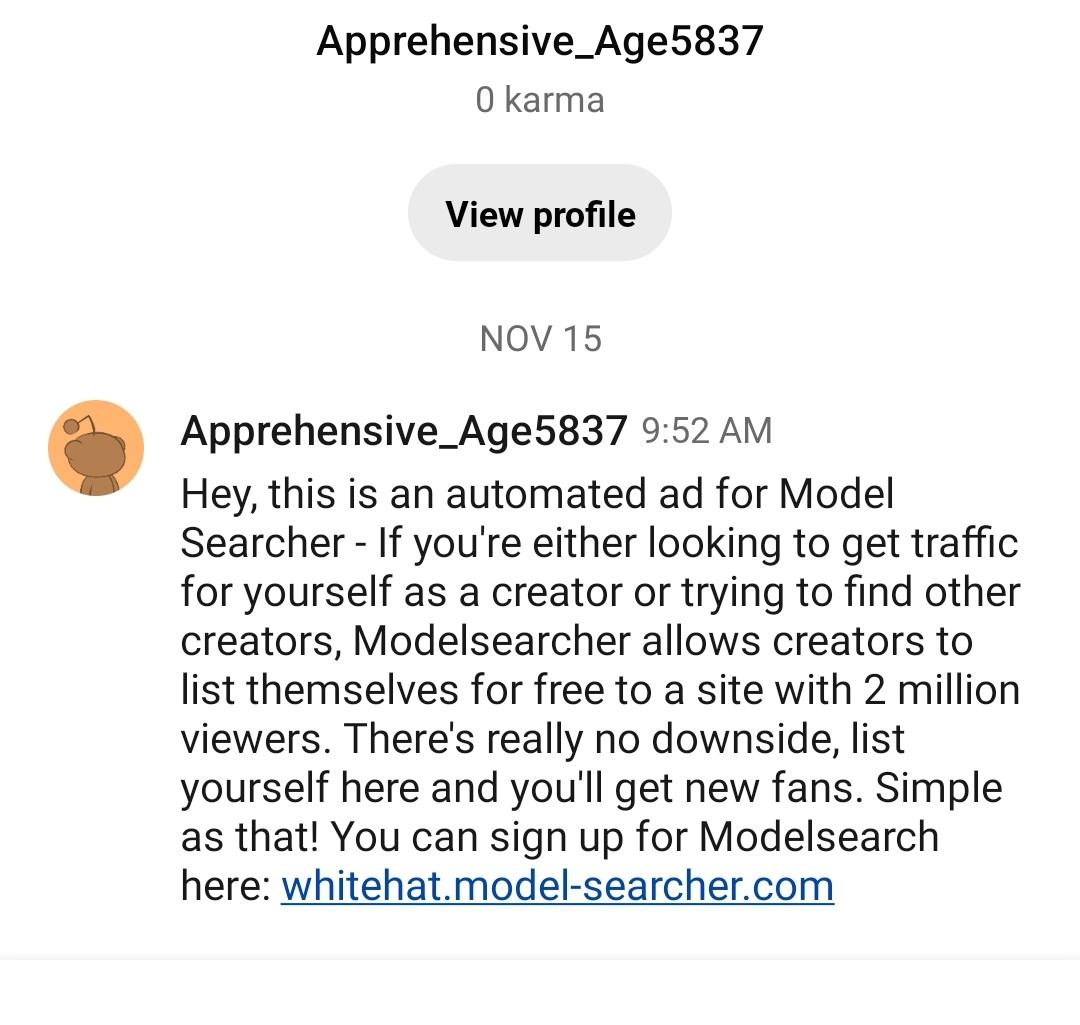 Apprehensive_Age5837
0 karma
View profile
NOV 15
Apprehensive_Age5837 9:52 AM
Hey, this is an automated ad for Model
Searcher - If you're either looking to get traffic
for yourself as a creator or trying to find other
creators, Modelsearcher allows creators to
list themselves for free to a site with 2 million
viewers. There's really no downside, list
yourself here and you'll get new fans. Simple
as that! You can sign up for Modelsearch
here: whitehat.model-searcher.com